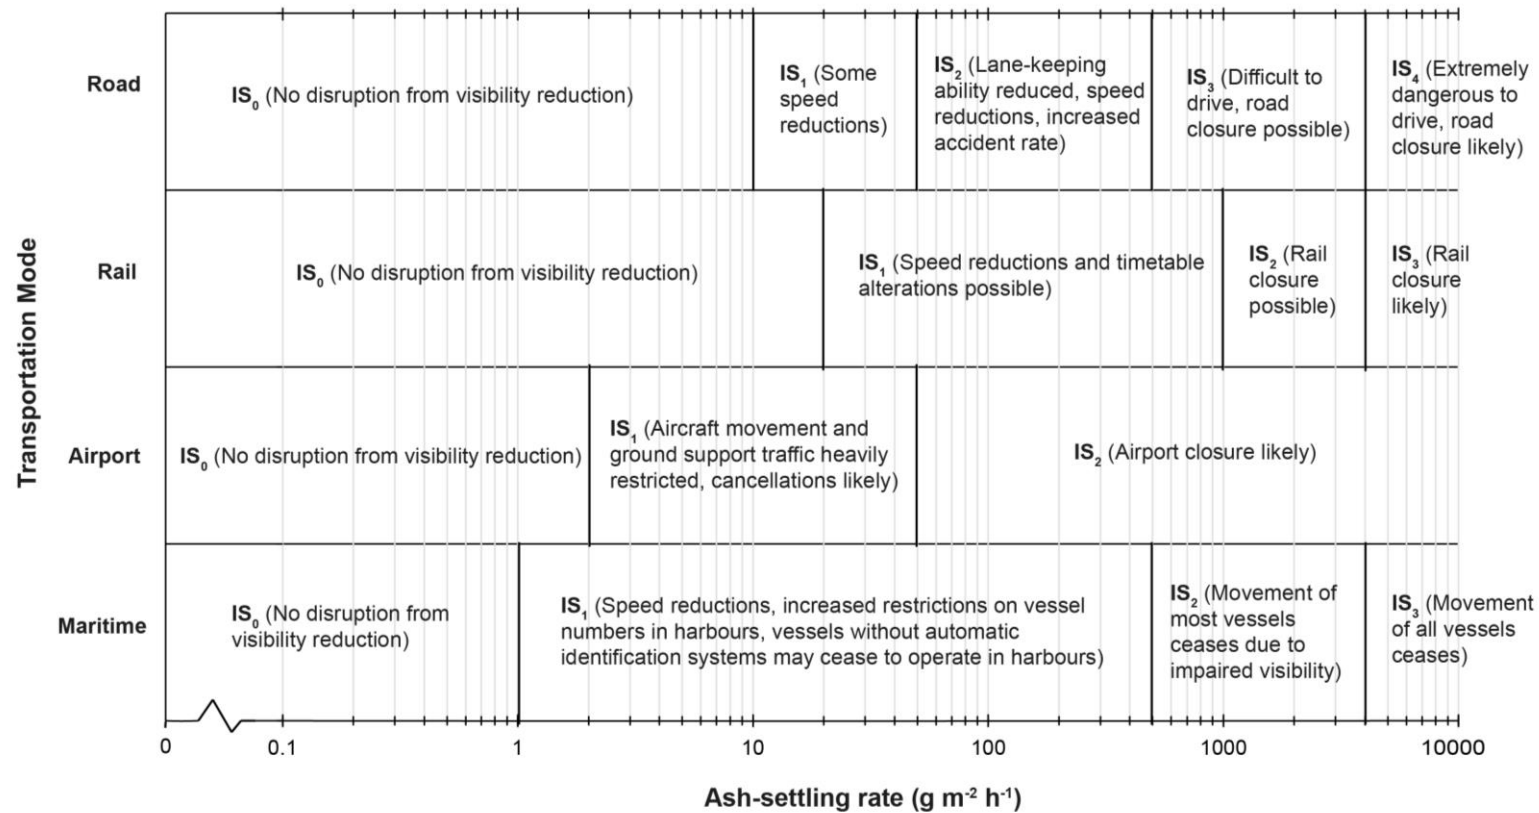 Transportation Mode
Road
IS₀ (No disruption from visibility reduction)
IS₁ (Some
speed
reductions)
IS₂ (Lane-keeping
ability reduced, speed
reductions, increased
accident rate)
IS₃ (Difficult to
drive, road
closure possible)
IS₄ (Extremely
dangerous to
drive, road
closure likely)
Rail
IS₀ (No disruption from visibility reduction)
IS₁ (Speed reductions and timetable
alterations possible)
IS₂ (Rail
closure
possible)
IS₃ (Rail
closure
likely)
Airport
IS₀ (No disruption from visibility reduction)
IS₁ (Aircraft movement and
ground support traffic heavily
restricted, cancellations likely)
IS₂ (Airport closure likely)
Maritime
IS₀ (No disruption from
visibility reduction)
IS₁ (Speed reductions, increased restrictions on vessel
numbers in harbours, vessels without automatic
identification systems may cease to operate in harbours)
IS₂ (Movement of
most vessels
ceases due to
impaired visibility)
IS₃ (Movement
of all vessels
ceases)
0 0.1 1 10 100 1000 10000
Ash-settling rate (g m⁻² h⁻¹)